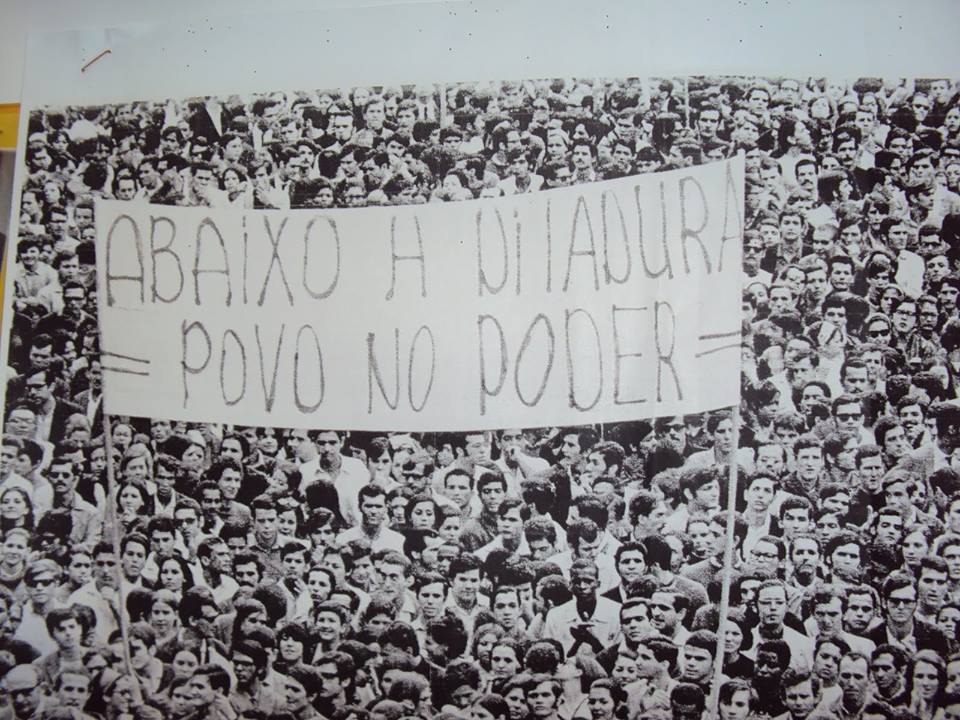 ABAIXO A DITADURA
= POVO NO PODER =